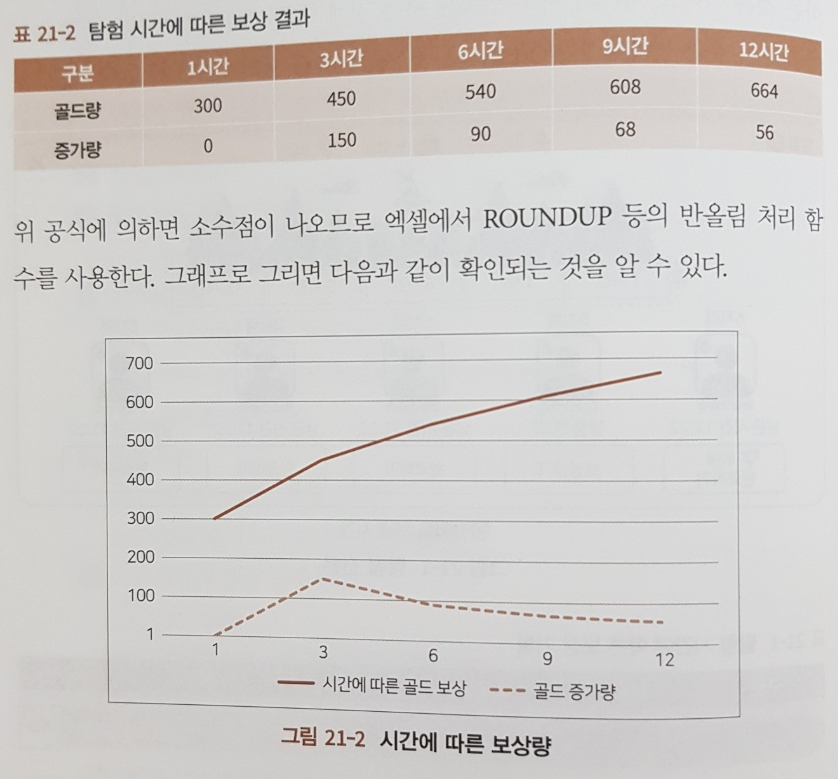 표 21-2 탐험 시간에 따른 보상 결과
구분 1시간 3시간 6시간 9시간 12시간
골드량 300 450 540 608 664
증가량 0 150 90 68 56
위 공식에 의하면 소수점이 나오므로 엑셀에서 ROUNDUP 등의 반올림 처리 함
수를 사용한다. 그래프로 그리면 다음과 같이 확인되는 것을 알 수 있다.
700
600
500
400
300
200
100
1
1 3 6 9 12
시간에 따른 골드 보상 골드 증가량
그림 21-2 시간에 따른 보상량